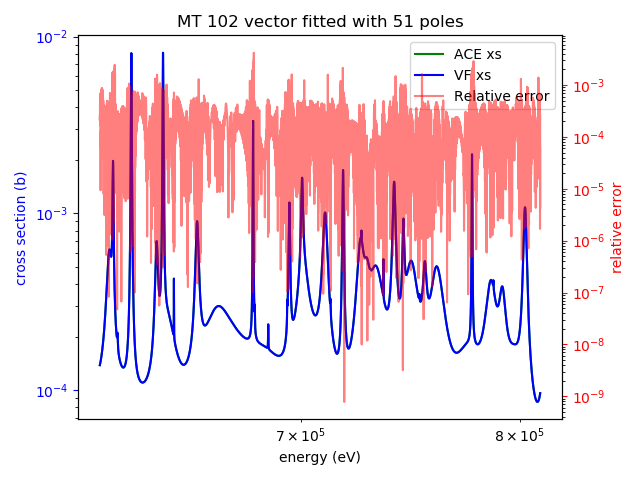 MT 102 vector fitted with 51 poles
ACE xs
VF xs
Relative error
10⁻²
10⁻³
10⁻⁴
cross section (b)
10⁻³
10⁻⁴
10⁻⁵
10⁻⁶
10⁻⁷
10⁻⁸
10⁻⁹
relative error
7 × 10⁵
8 × 10⁵
energy (eV)